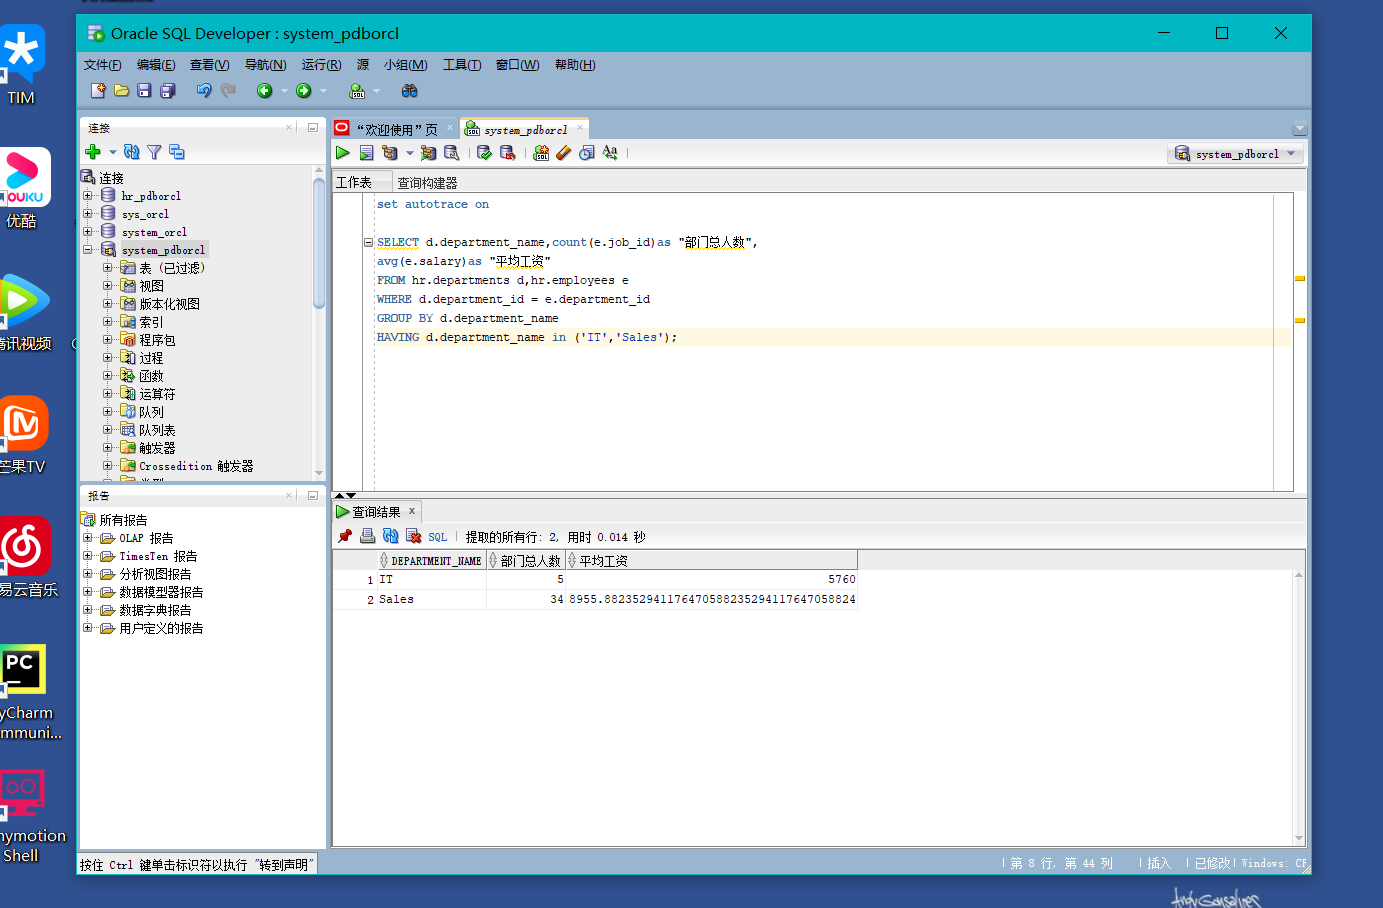 Oracle SQL Developer : system_pdborcl
文件(F) 编辑(E) 查看(V) 导航(N) 运行(R) 源 小组(M) 工具(T) 窗口(W) 帮助(H)
TIM
优酷
腾讯视频
芒果TV
易云音乐
PC
yCharm
mmuni...
nymotion
Shell
连接
连接
hr_pdborcl
sys_orcl
system_orcl
system_pdborcl
表 (已过滤)
视图
版本化视图
索引
程序包
过程
函数
运算符
队列
队列表
触发器
Crossedition 触发器
报告
所有报告
OLAP 报告
TimesTen 报告
分析视图报告
数据模型器报告
数据字典报告
用户定义的报告
“欢迎使用”页 system_pdborcl
system_pdborcl
工作表 查询构建器
set autotrace on
SELECT d.department_name,count(e.job_id)as "部门总人数",
avg(e.salary)as "平均工资"
FROM hr.departments d,hr.employees e
WHERE d.department_id = e.department_id
GROUP BY d.department_name
HAVING d.department_name in ('IT','Sales');
查询结果 x
SQL | 提取的所有行: 2, 用时 0.014 秒
DEPARTMENT_NAME 部门总人数 平均工资
1 IT 5 5760
2 Sales 34 8955.88235294117647058823529411764705882​4
按住 Ctrl 键单击标识符以执行 "转到声明"
第 8 行, 第 44 列 | 插入 | 已修改 | Windows: CF